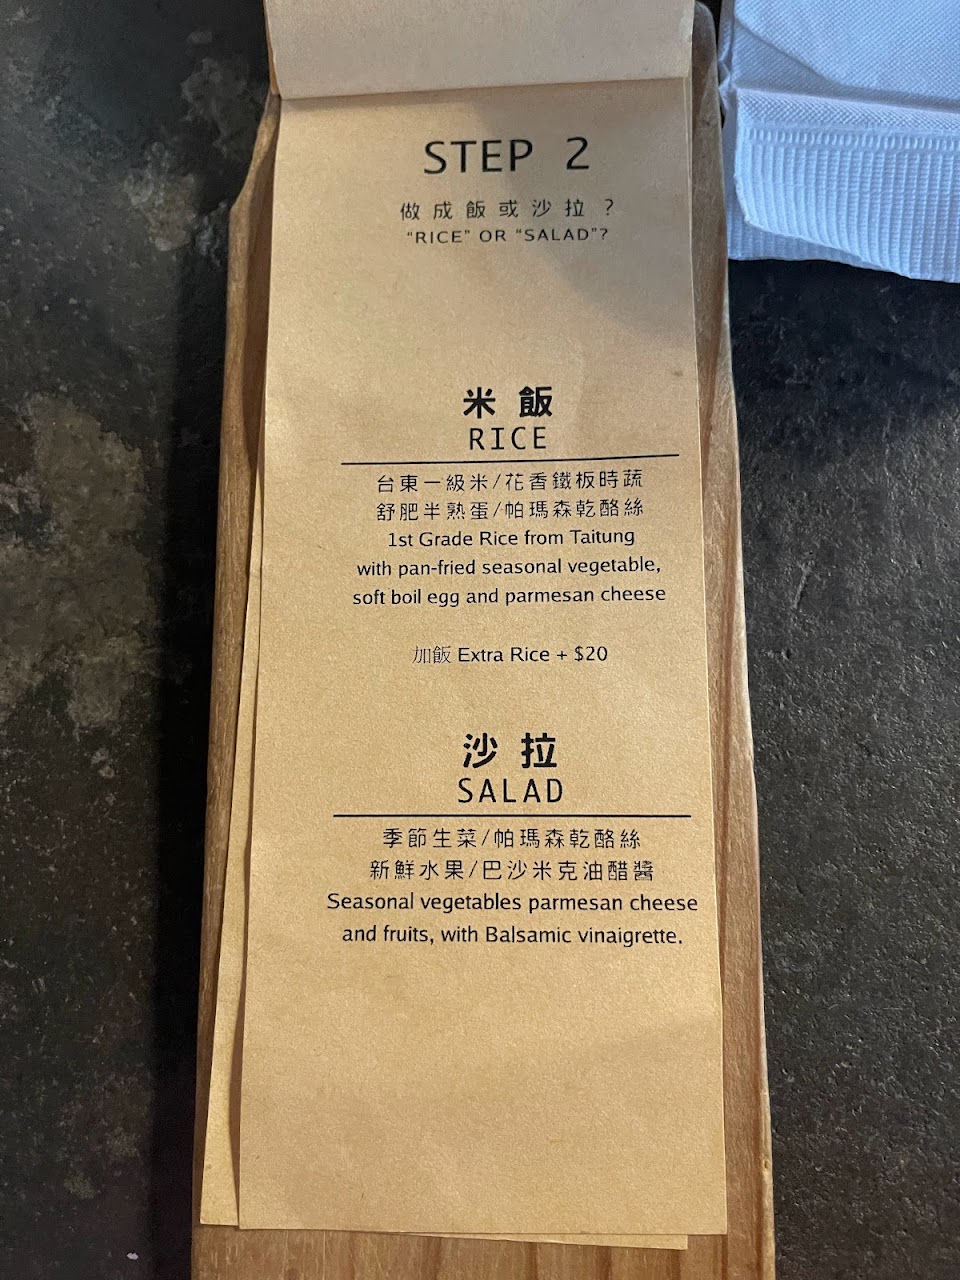 STEP 2
做成飯或沙拉？
“RICE” OR “SALAD”?
米飯
RICE
台東一級米/花香鐵板時蔬
舒肥半熟蛋/帕瑪森乾酪絲
1st Grade Rice from Taitung
with pan-fried seasonal vegetable,
soft boil egg and parmesan cheese
加飯 Extra Rice + $20
沙拉
SALAD
季節生菜/帕瑪森乾酪絲
新鮮水果/巴沙米克油醋醬
Seasonal vegetables parmesan cheese
and fruits, with Balsamic vinaigrette.